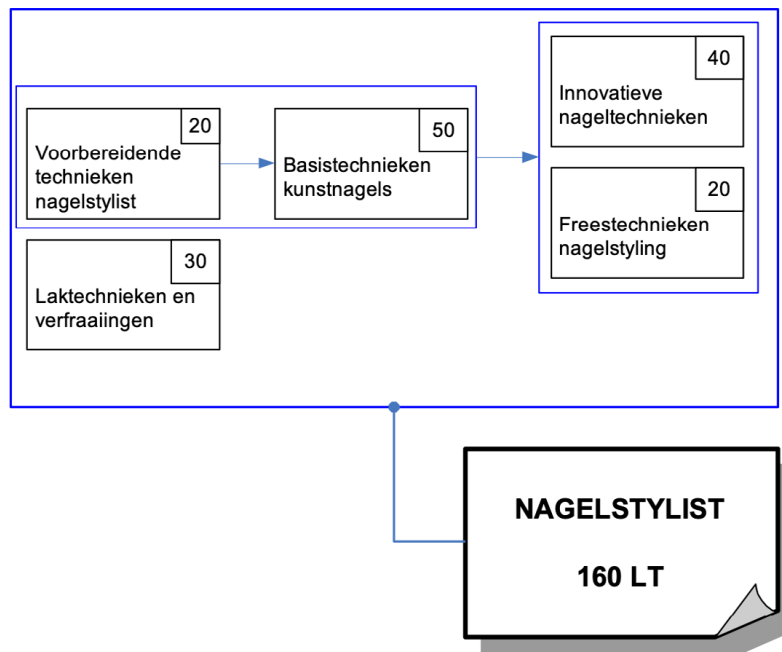 20
Voorbereidende
technieken
nagelstylist
50
Basistechnieken
kunstnagels
40
Innovatieve
nageltechnieken
20
Freestechnieken
nagelstyling
30
Laktechnieken en
verfraaiingen
NAGELSTYLIST
160 LT